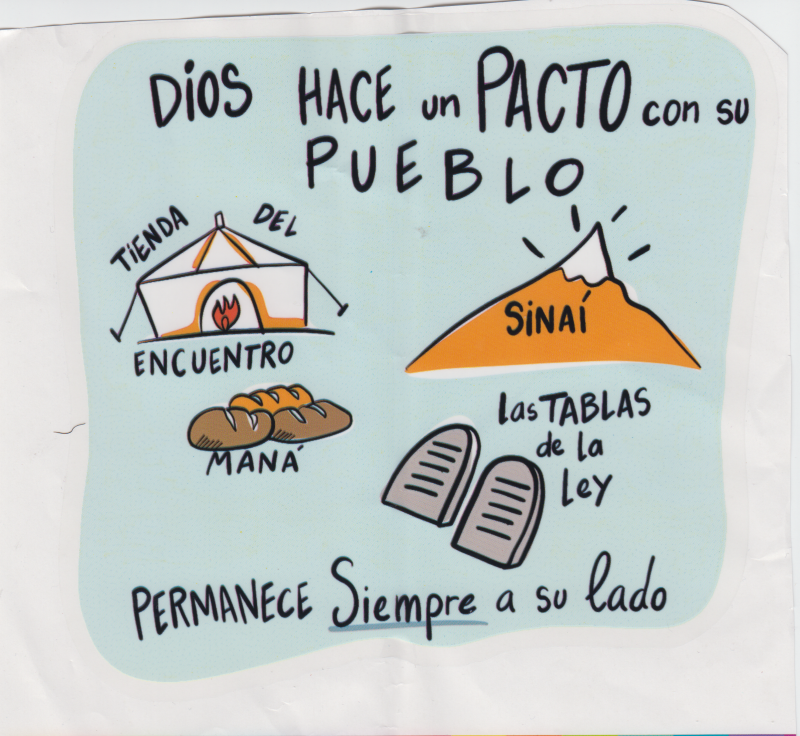 DiOS HACE un PACTO con su
PUEBLO
TiENDA DEL
ENCUENTRO
SiNAÍ
MANÁ
Las TABLAS
de la
Ley
PERMANECE Siempre a su lado